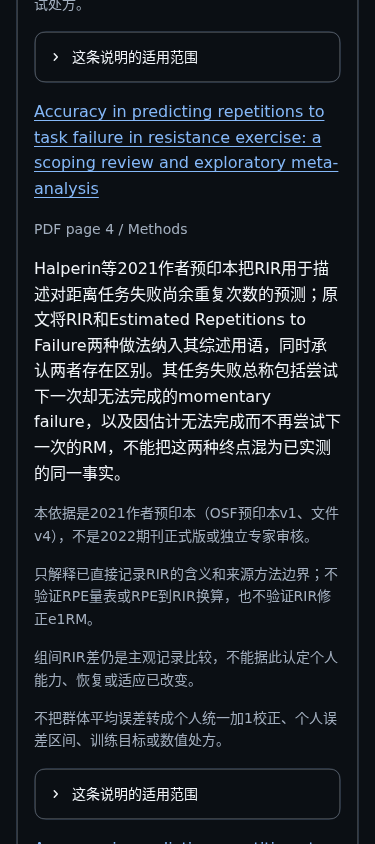 试处方。
这条说明的适用范围
Accuracy in predicting repetitions to
task failure in resistance exercise: a
scoping review and exploratory meta-
analysis
PDF page 4 / Methods
Halperin等2021作者预印本把RIR用于描
述对距离任务失败尚余重复次数的预测；原
文将RIR和Estimated Repetitions to
Failure两种做法纳入其综述用语，同时承
认两者存在区别。其任务失败总称包括尝试
下一次却无法完成的momentary
failure，以及因估计无法完成而不再尝试下
一次的RM，不能把这两种终点混为已实测
的同一事实。
本依据是2021作者预印本（OSF预印本v1、文件
v4），不是2022期刊正式版或独立专家审核。
只解释已直接记录RIR的含义和来源方法边界；不
验证RPE量表或RPE到RIR换算，也不验证RIR修
正e1RM。
组间RIR差仍是主观记录比较，不能据此认定个人
能力、恢复或适应已改变。
不把群体平均误差转成个人统一加1校正、个人误
差区间、训练目标或数值处方。
这条说明的适用范围